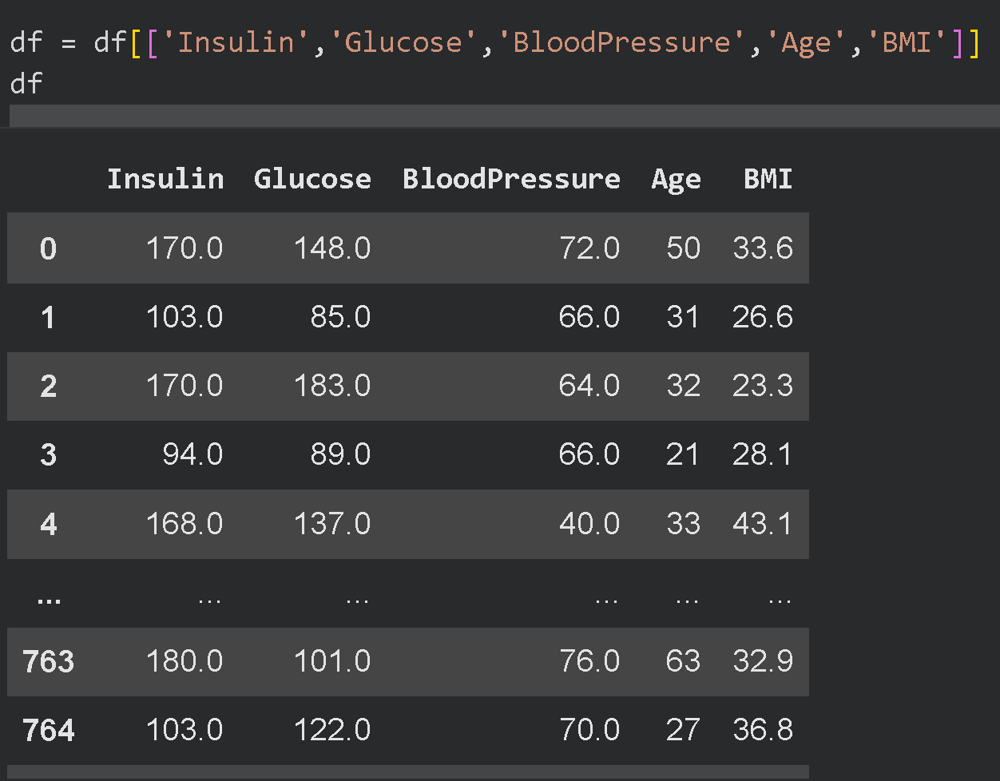 df = df[['Insulin','Glucose','BloodPressure','Age','BMI']]
df
Insulin Glucose BloodPressure Age BMI
0 170.0 148.0 72.0 50 33.6
1 103.0 85.0 66.0 31 26.6
2 170.0 183.0 64.0 32 23.3
3 94.0 89.0 66.0 21 28.1
4 168.0 137.0 40.0 33 43.1
... ... ... ... ... ...
763 180.0 101.0 76.0 63 32.9
764 103.0 122.0 70.0 27 36.8